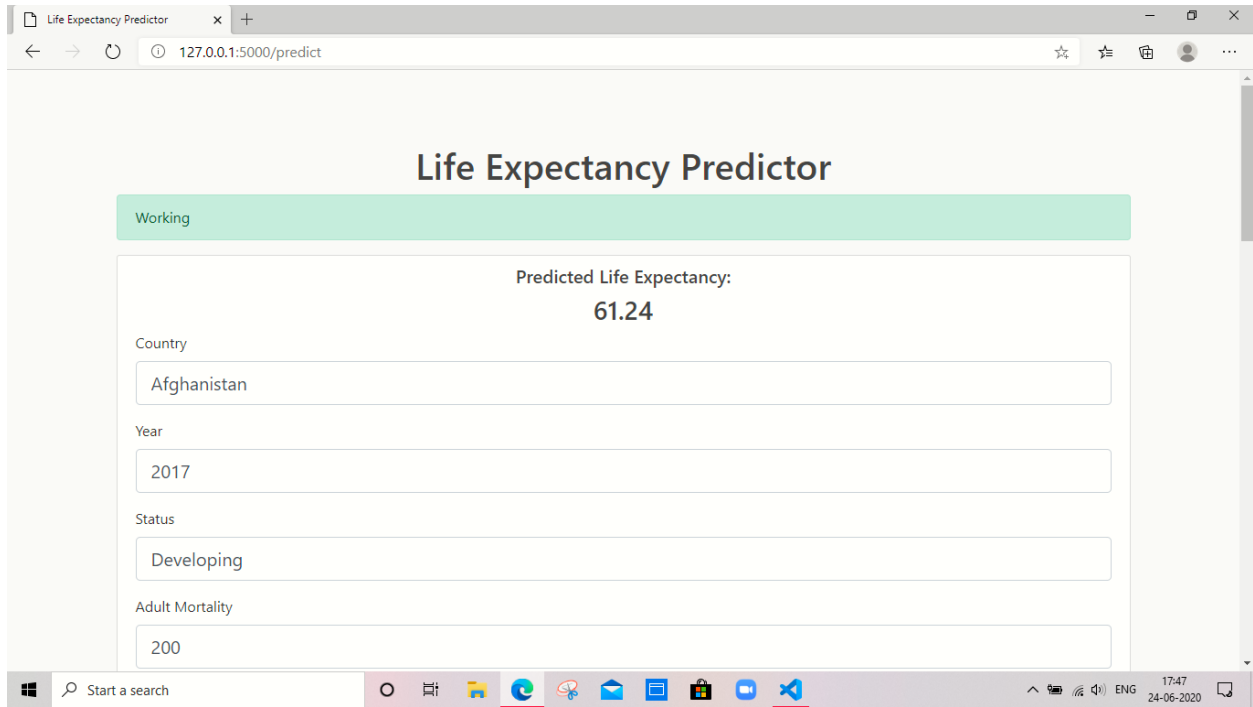 Life Expectancy Predictor
127.0.0.1:5000/predict
Life Expectancy Predictor
Working
Predicted Life Expectancy:
61.24
Country
Afghanistan
Year
2017
Status
Developing
Adult Mortality
200
Start a search
ENG
17:47
24-06-2020